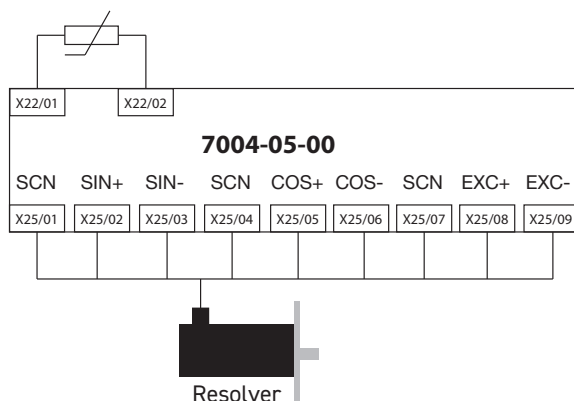 X22/01 X22/02
7004-05-00
SCN SIN+ SIN- SCN COS+ COS- SCN EXC+ EXC-
X25/01 X25/02 X25/03 X25/04 X25/05 X25/06 X25/07 X25/08 X25/09
Resolver